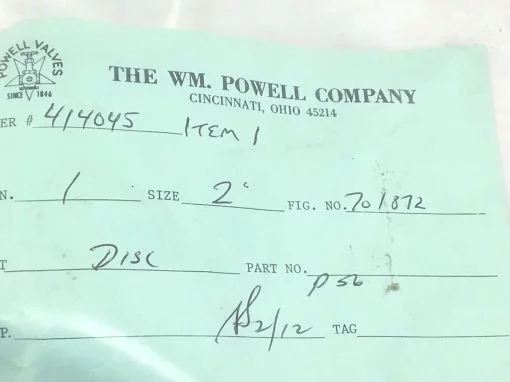 POWELL VALVES
SINCE 1846
THE WM. POWELL COMPANY
CINCINNATI, OHIO 45214
ER # 414045 ITEM 1
N. 1 SIZE 2" FIG. NO. 701872
T DISC PART NO. P56
P. 2/12 TAG